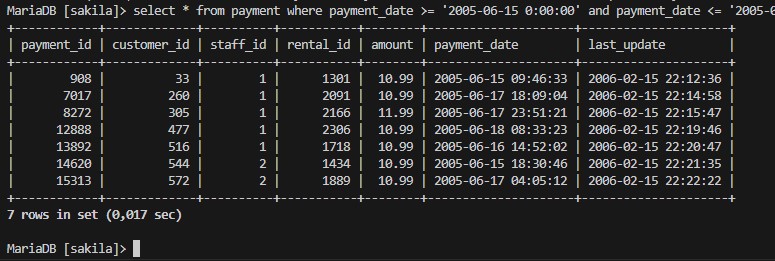 MariaDB [sakila]> select * from payment where payment_date >= '2005-06-15 0:00:00' and payment_date <= '2005-0
+------------+-------------+----------+-----------+--------+---------------------+---------------------+
| payment_id | customer_id | staff_id | rental_id | amount | payment_date        | last_update         |
+------------+-------------+----------+-----------+--------+---------------------+---------------------+
|        908 |          33 |        1 |      1301 |  10.99 | 2005-06-15 09:46:33 | 2006-02-15 22:12:36 |
|       7017 |         260 |        1 |      2091 |  10.99 | 2005-06-17 18:09:04 | 2006-02-15 22:14:58 |
|       8272 |         305 |        1 |      2166 |  11.99 | 2005-06-17 23:51:21 | 2006-02-15 22:15:47 |
|      12888 |         477 |        1 |      2306 |  10.99 | 2005-06-18 08:33:23 | 2006-02-15 22:19:46 |
|      13892 |         516 |        1 |      1718 |  10.99 | 2005-06-16 14:52:02 | 2006-02-15 22:20:47 |
|      14620 |         544 |        2 |      1434 |  10.99 | 2005-06-15 18:30:46 | 2006-02-15 22:21:35 |
|      15313 |         572 |        2 |      1889 |  10.99 | 2005-06-17 04:05:12 | 2006-02-15 22:22:22 |
+------------+-------------+----------+-----------+--------+---------------------+---------------------+
7 rows in set (0,017 sec)
MariaDB [sakila]>